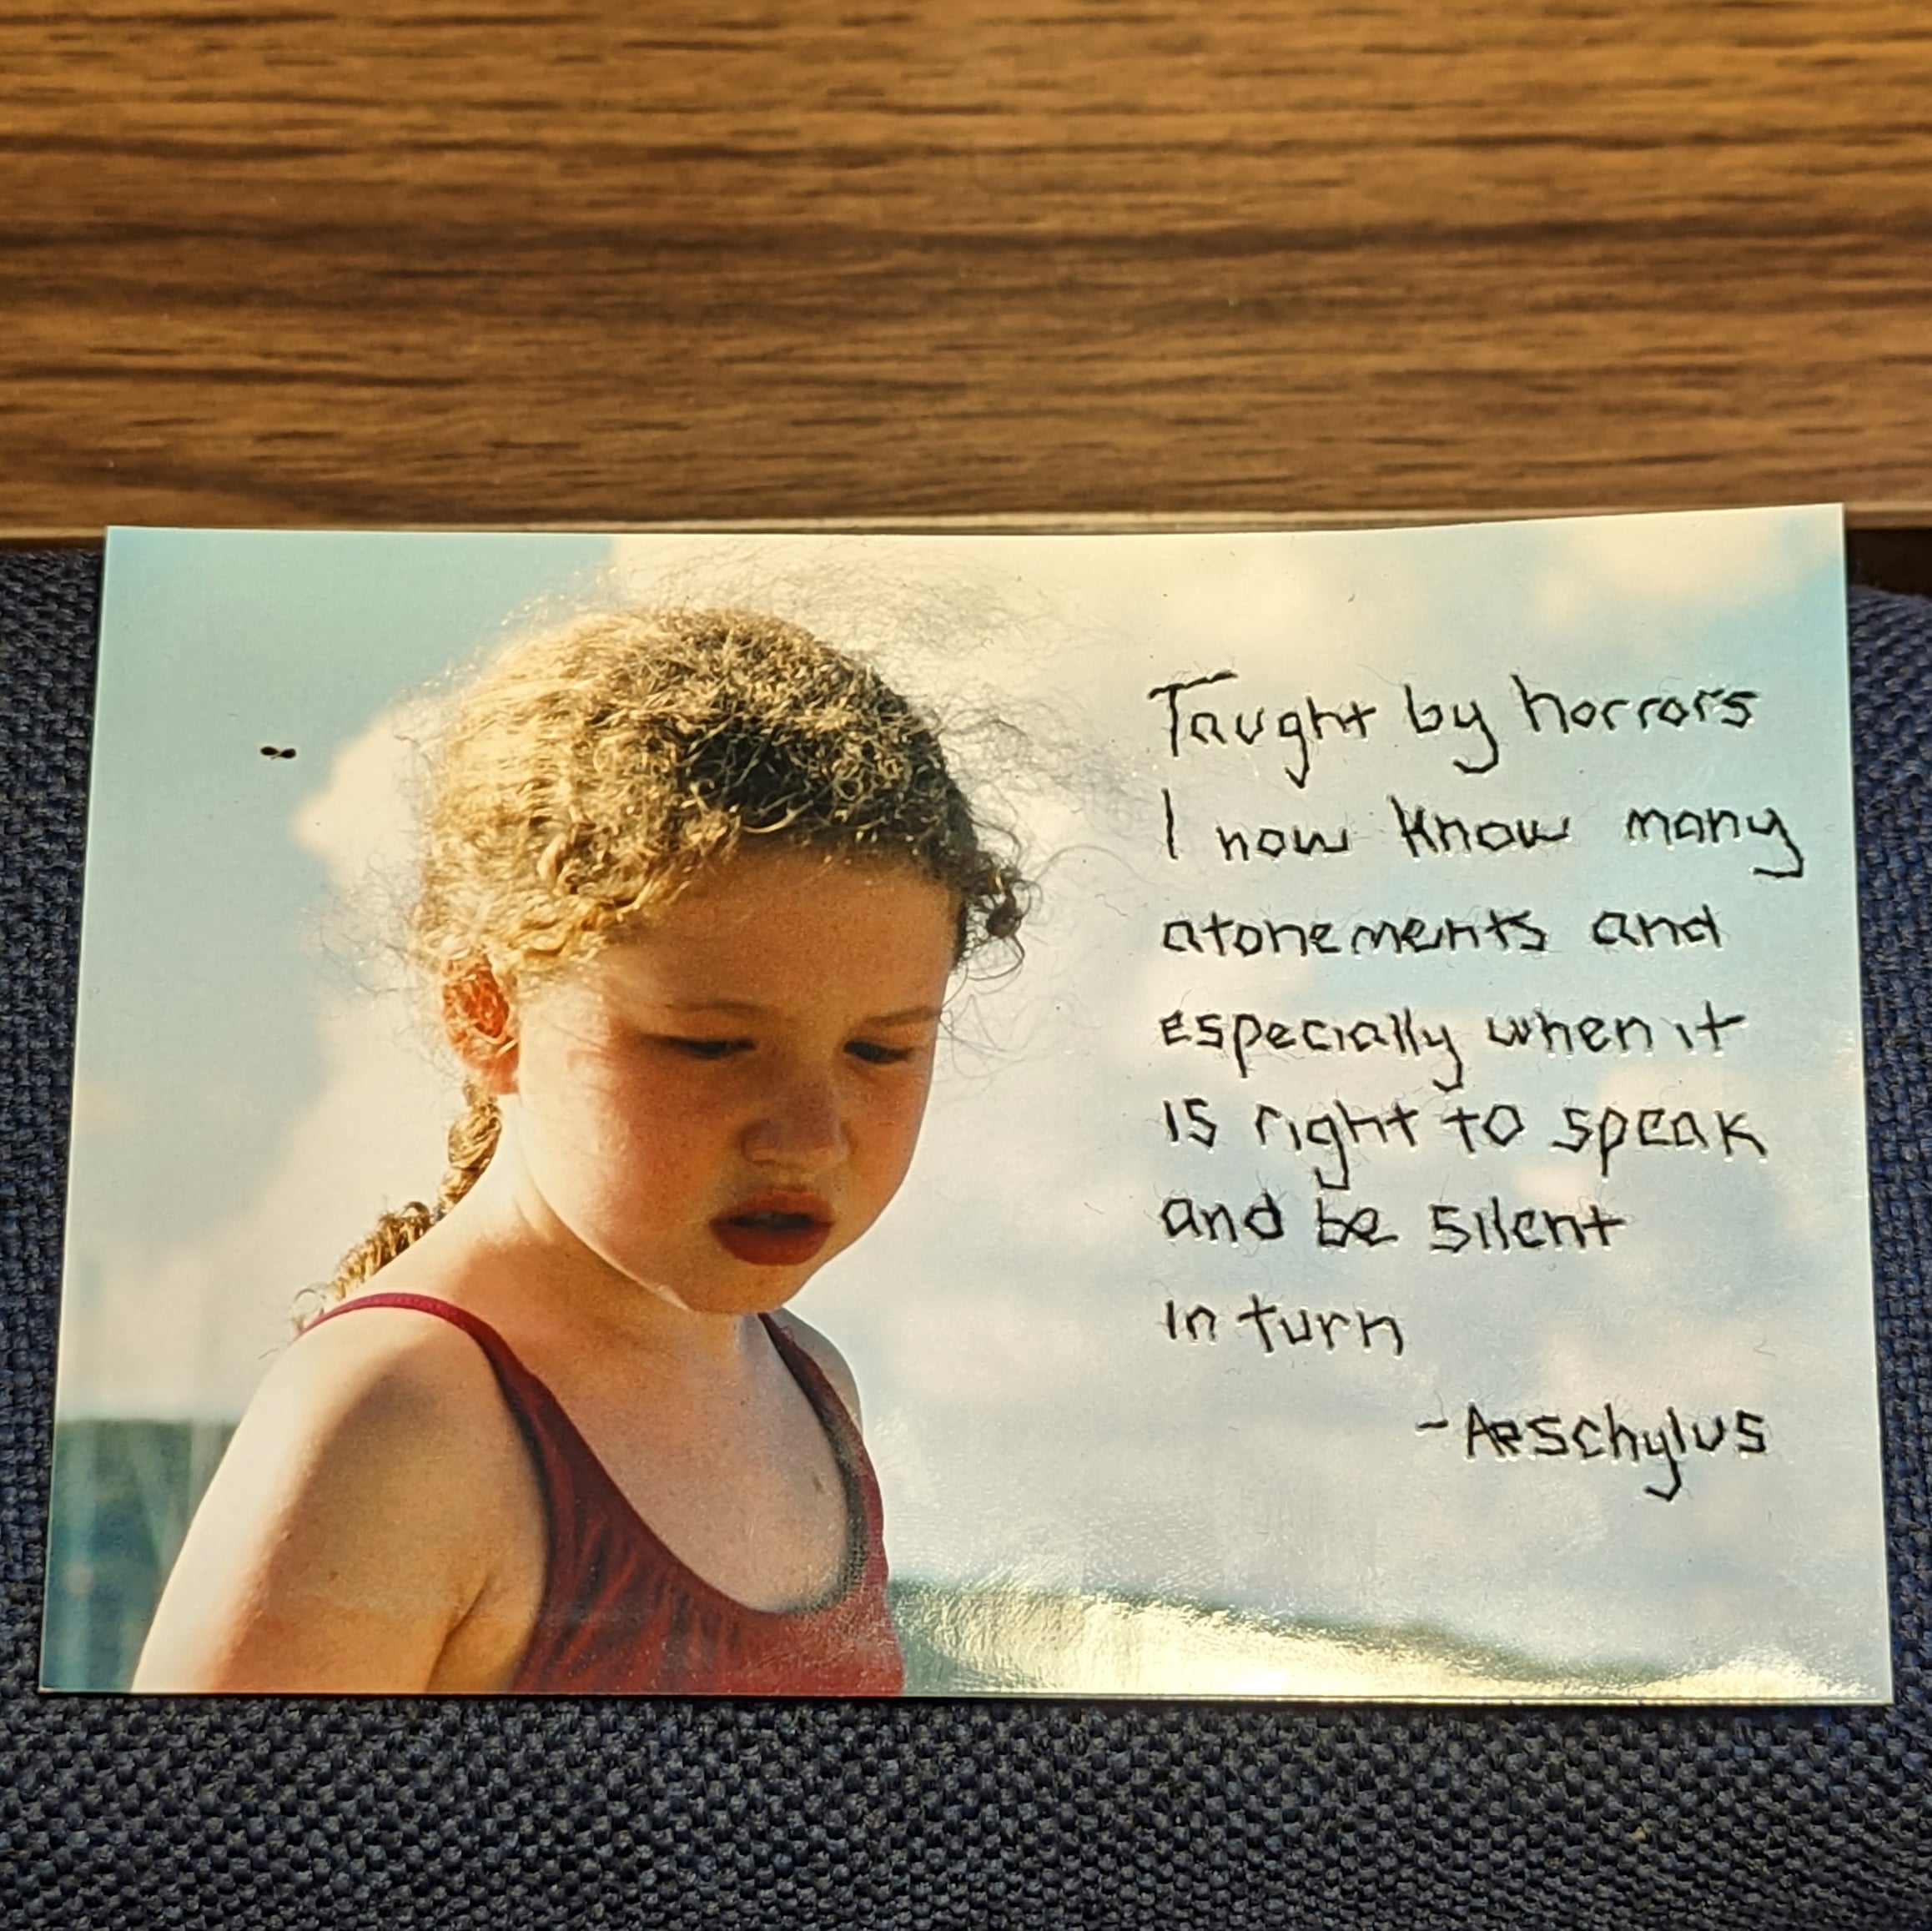 Taught by horrors
I now know many
atonements and
especially when it
is right to speak
and be silent
in turn
-Aeschylus